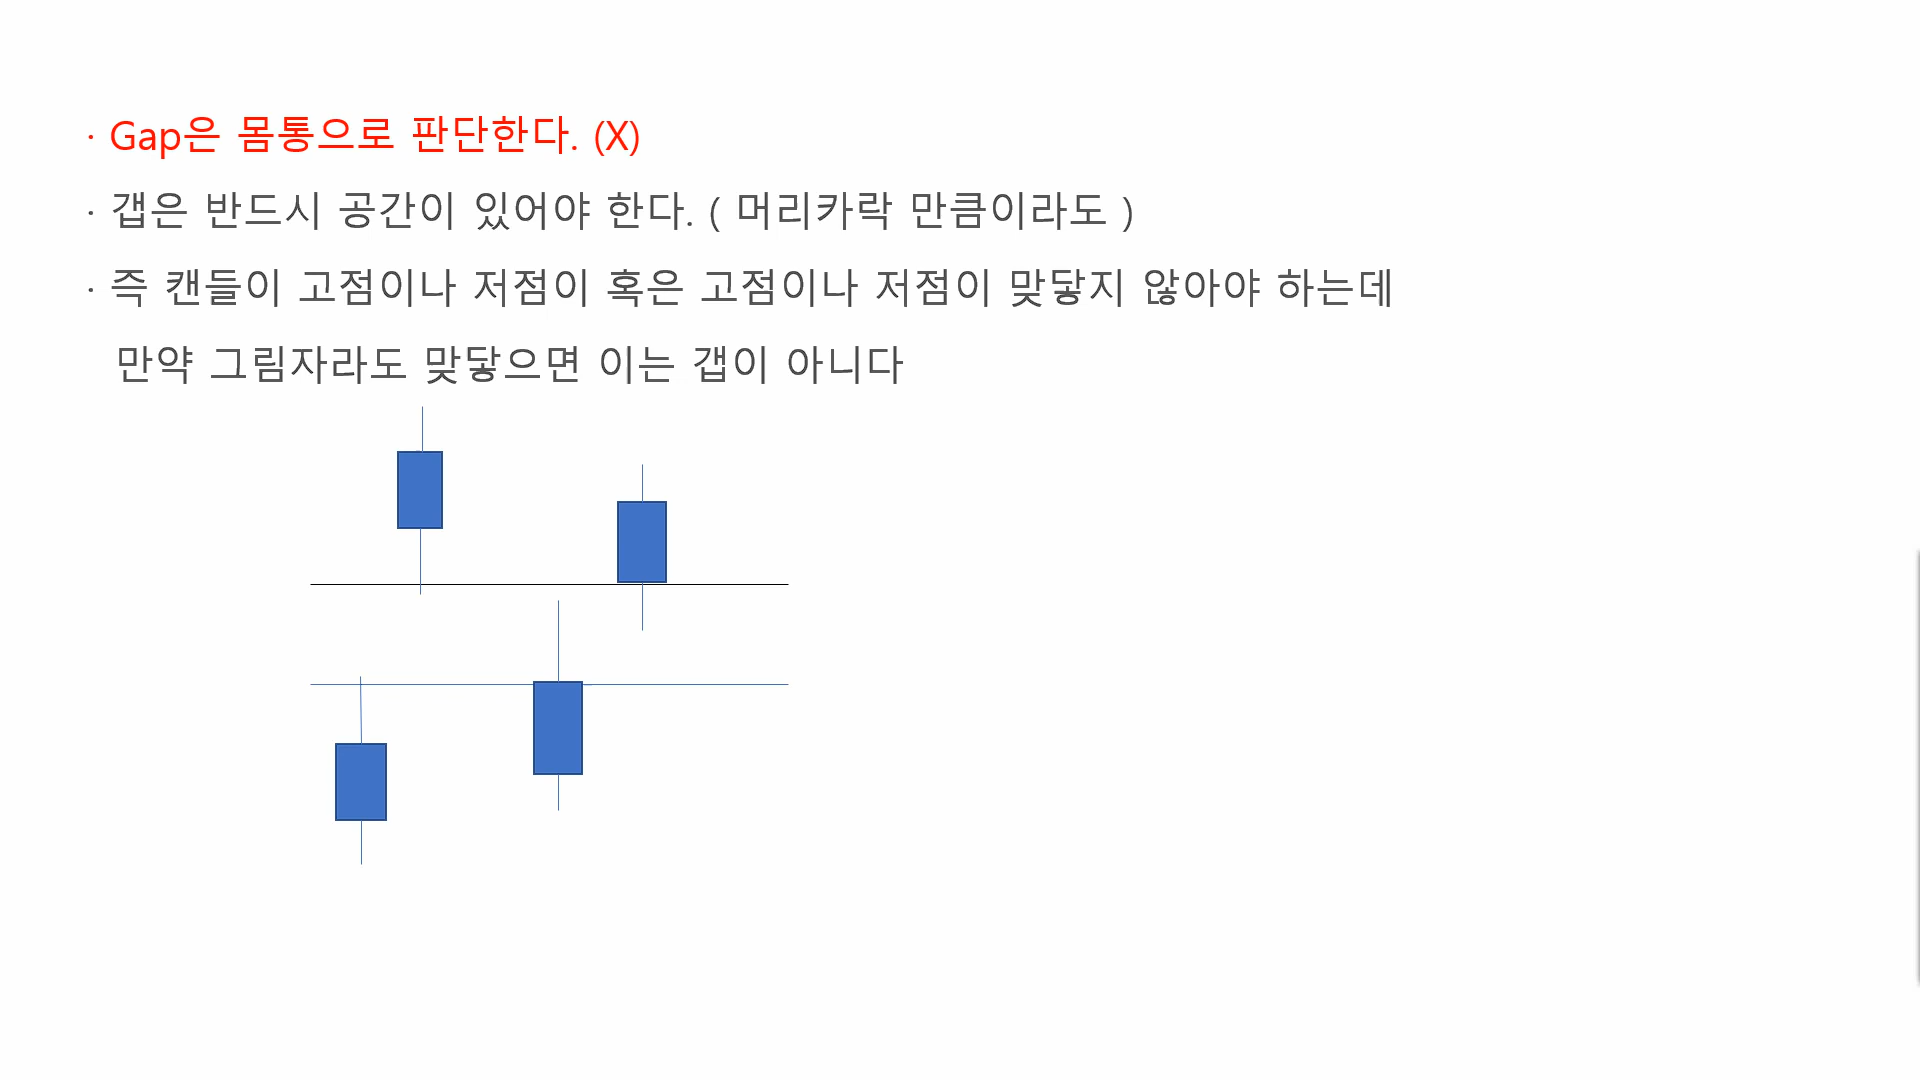 · Gap은 몸통으로 판단한다. (X)
· 갭은 반드시 공간이 있어야 한다. ( 머리카락 만큼이라도 )
· 즉 캔들이 고점이나 저점이 혹은 고점이나 저점이 맞닿지 않아야 하는데
만약 그림자라도 맞닿으면 이는 갭이 아니다